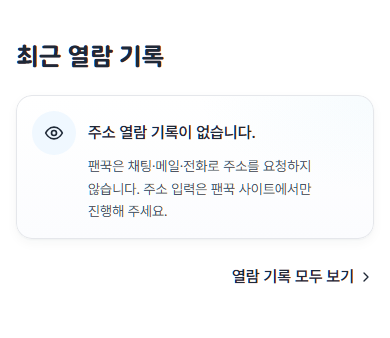 최근 열람 기록
주소 열람 기록이 없습니다.
팬꾹은 채팅·메일·전화로 주소를 요청하지
않습니다. 주소 입력은 팬꾹 사이트에서만
진행해 주세요.
열람 기록 모두 보기